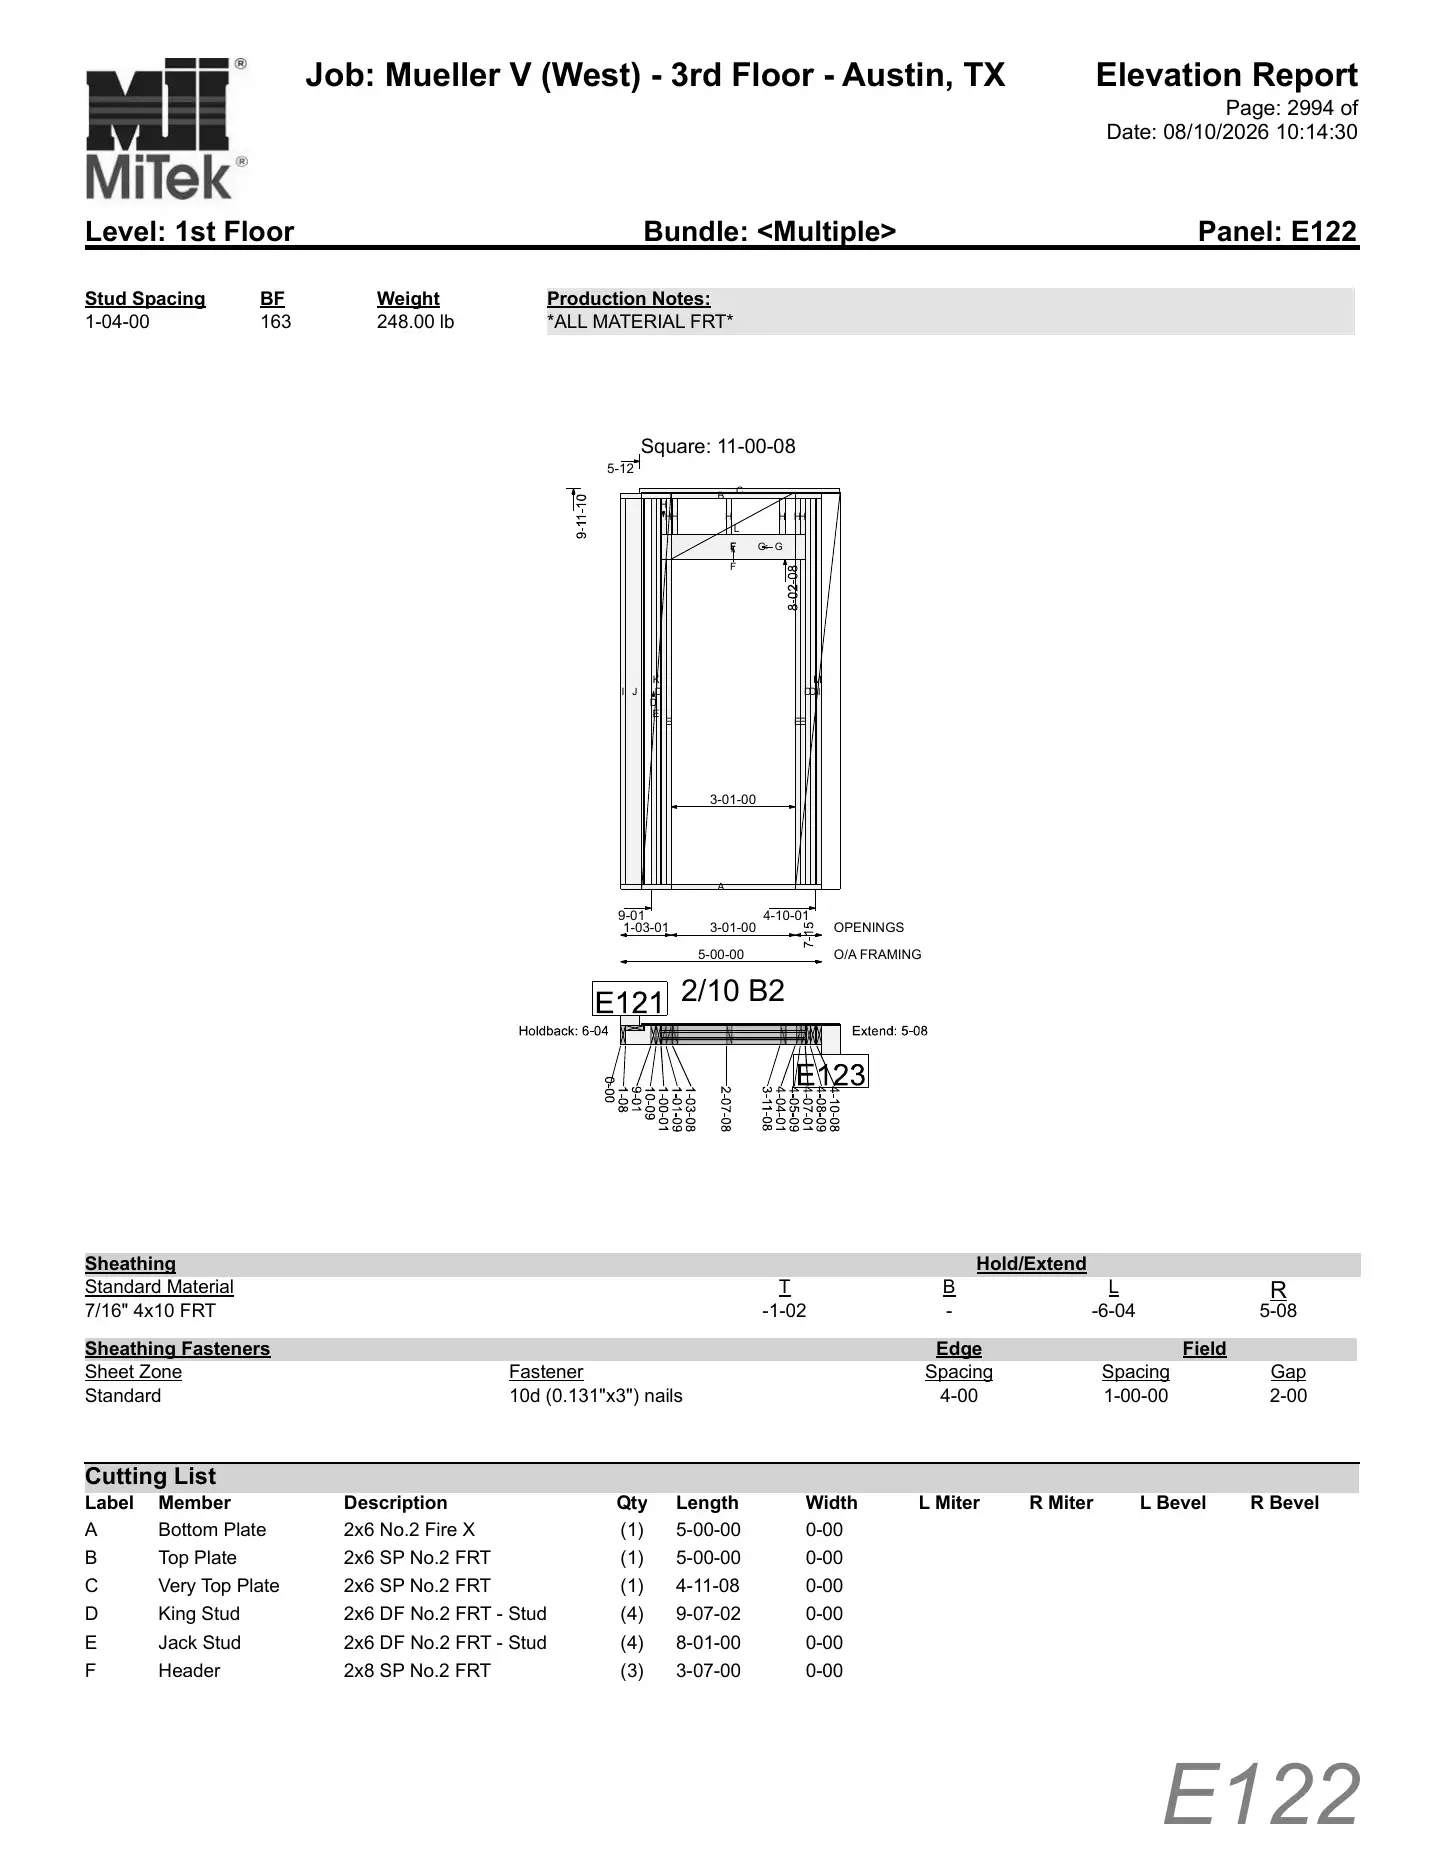 Job: Mueller V (West) - 3rd Floor - Austin, TX
Elevation Report
Page: 2994 of
Date: 08/10/2026 10:14:30
MiTek®
Level: 1st Floor Bundle: <Multiple> Panel: E122
Stud Spacing BF Weight Production Notes:
1-04-00 163 248.00 lb *ALL MATERIAL FRT*
Square: 11-00-08
5-12
9-11-10
C
B
H
L
F G G
F
8-02-08
K
I J
D
E
M
3-01-00
A
9-01 4-10-01
1-03-01 3-01-00 7-15 OPENINGS
5-00-00 O/A FRAMING
E121 2/10 B2
Holdback: 6-04 Extend: 5-08
E123
0-00 1-08 9-01 10-09 1-00-01 1-01-09 1-03-08 2-07-08 3-11-08 4-04-01 4-05-09 4-07-01 4-08-09 4-10-08
Sheathing Hold/Extend
Standard Material T B L R
7/16" 4x10 FRT -1-02 - -6-04 5-08
Sheathing Fasteners Edge Field
Sheet Zone Fastener Spacing Spacing Gap
Standard 10d (0.131"x3") nails 4-00 1-00-00 2-00
Cutting List
Label Member Description Qty Length Width L Miter R Miter L Bevel R Bevel
A Bottom Plate 2x6 No.2 Fire X (1) 5-00-00 0-00
B Top Plate 2x6 SP No.2 FRT (1) 5-00-00 0-00
C Very Top Plate 2x6 SP No.2 FRT (1) 4-11-08 0-00
D King Stud 2x6 DF No.2 FRT - Stud (4) 9-07-02 0-00
E Jack Stud 2x6 DF No.2 FRT - Stud (4) 8-01-00 0-00
F Header 2x8 SP No.2 FRT (3) 3-07-00 0-00
E122